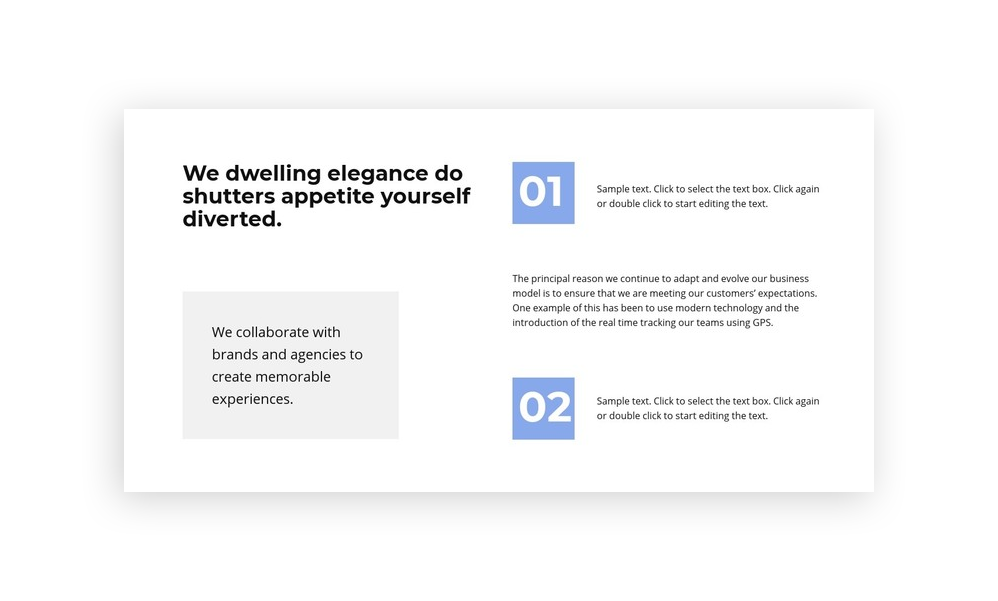 We dwelling elegance do
shutters appetite yourself
diverted.
We collaborate with
brands and agencies to
create memorable
experiences.
01
Sample text. Click to select the text box. Click again
or double click to start editing the text.
The principal reason we continue to adapt and evolve our business
model is to ensure that we are meeting our customers’ expectations.
One example of this has been to use modern technology and the
introduction of the real time tracking our teams using GPS.
02
Sample text. Click to select the text box. Click again
or double click to start editing the text.